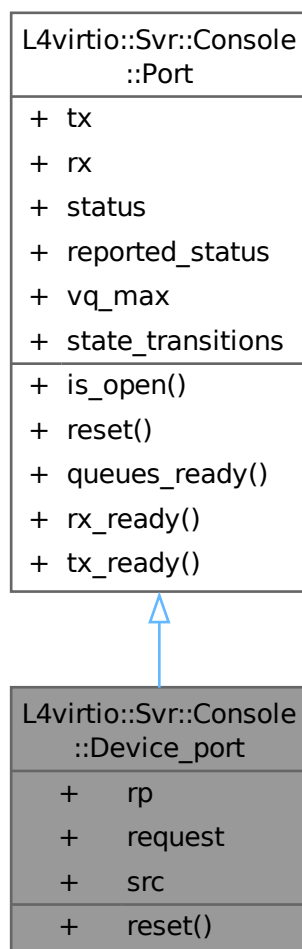 L4virtio::Svr::Console
::Port
+ tx
+ rx
+ status
+ reported_status
+ vq_max
+ state_transitions
+ is_open()
+ reset()
+ queues_ready()
+ rx_ready()
+ tx_ready()
L4virtio::Svr::Console
::Device_port
+ rp
+ request
+ src
+ reset()